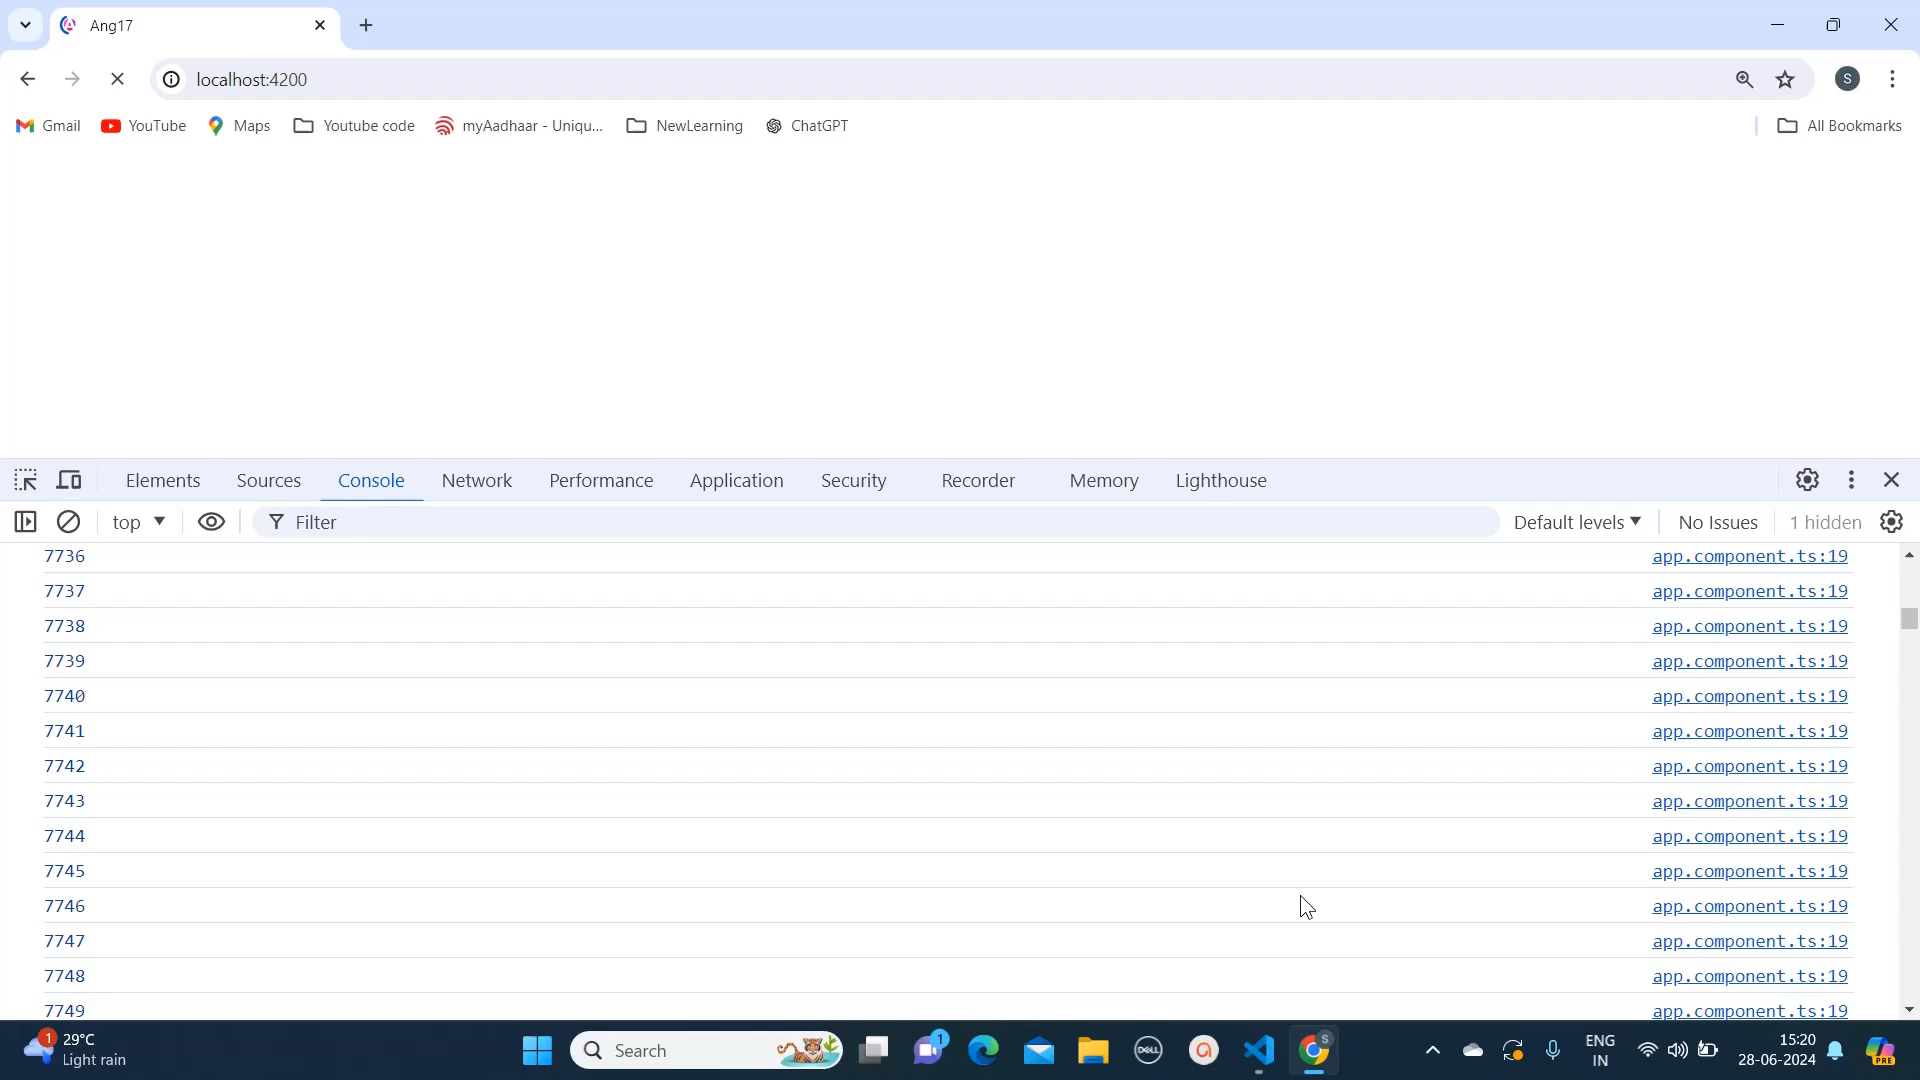 Ang17
localhost:4200
S
Gmail YouTube Maps Youtube code myAadhaar - Uniqu... NewLearning ChatGPT All Bookmarks
Elements Sources Console Network Performance Application Security Recorder Memory Lighthouse
top Filter Default levels No Issues 1 hidden
7736 app.component.ts:19
7737 app.component.ts:19
7738 app.component.ts:19
7739 app.component.ts:19
7740 app.component.ts:19
7741 app.component.ts:19
7742 app.component.ts:19
7743 app.component.ts:19
7744 app.component.ts:19
7745 app.component.ts:19
7746 app.component.ts:19
7747 app.component.ts:19
7748 app.component.ts:19
7749 app.component.ts:19
1 29°C
Light rain
Search
1
DELL
a
S
ENG
IN
15:20
28-06-2024
PRE